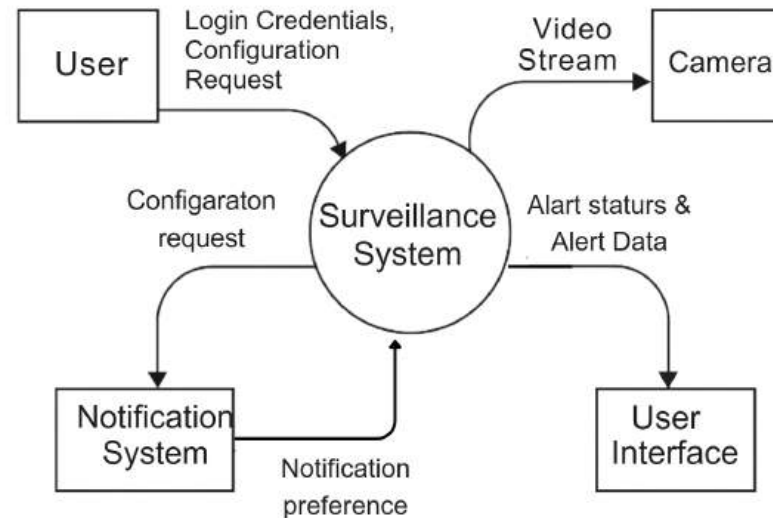 User
Login Credentials,
Configuration
Request
Video
Stream
Camera
Configaraton
request
Surveillance
System
Alart staturs &
Alert Data
Notification
System
Notification
preference
User
Interface